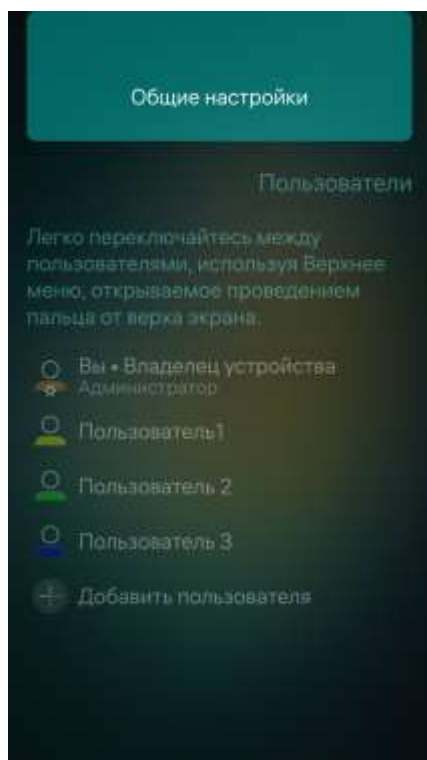 Общие настройки
Пользователи
Легко переключайтесь между
пользователями, используя Верхнее
меню, открываемое проведением
пальца от верха экрана.
Вы • Владелец устройства
Администратор
Пользователь1
Пользователь 2
Пользователь 3
Добавить пользователя